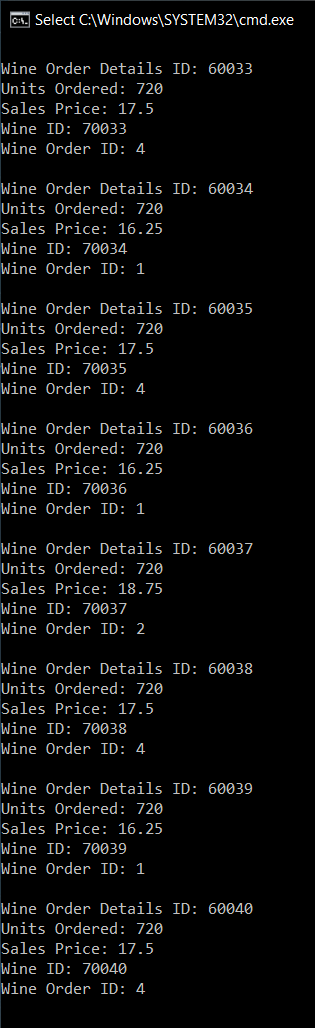 Select C:\Windows\SYSTEM32\cmd.exe
Wine Order Details ID: 60033
Units Ordered: 720
Sales Price: 17.5
Wine ID: 70033
Wine Order ID: 4
Wine Order Details ID: 60034
Units Ordered: 720
Sales Price: 16.25
Wine ID: 70034
Wine Order ID: 1
Wine Order Details ID: 60035
Units Ordered: 720
Sales Price: 17.5
Wine ID: 70035
Wine Order ID: 4
Wine Order Details ID: 60036
Units Ordered: 720
Sales Price: 16.25
Wine ID: 70036
Wine Order ID: 1
Wine Order Details ID: 60037
Units Ordered: 720
Sales Price: 18.75
Wine ID: 70037
Wine Order ID: 2
Wine Order Details ID: 60038
Units Ordered: 720
Sales Price: 17.5
Wine ID: 70038
Wine Order ID: 4
Wine Order Details ID: 60039
Units Ordered: 720
Sales Price: 16.25
Wine ID: 70039
Wine Order ID: 1
Wine Order Details ID: 60040
Units Ordered: 720
Sales Price: 17.5
Wine ID: 70040
Wine Order ID: 4